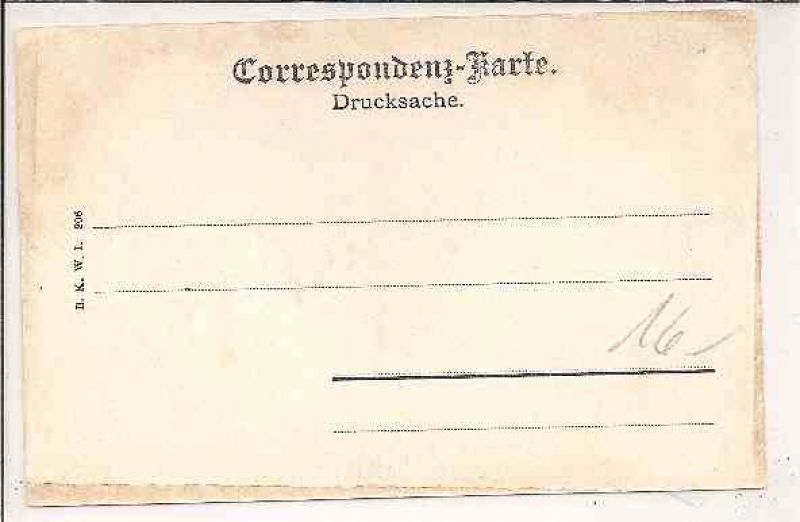 Correspondenz-Karte.
Drucksache.
B. K. W. I. 206
16-